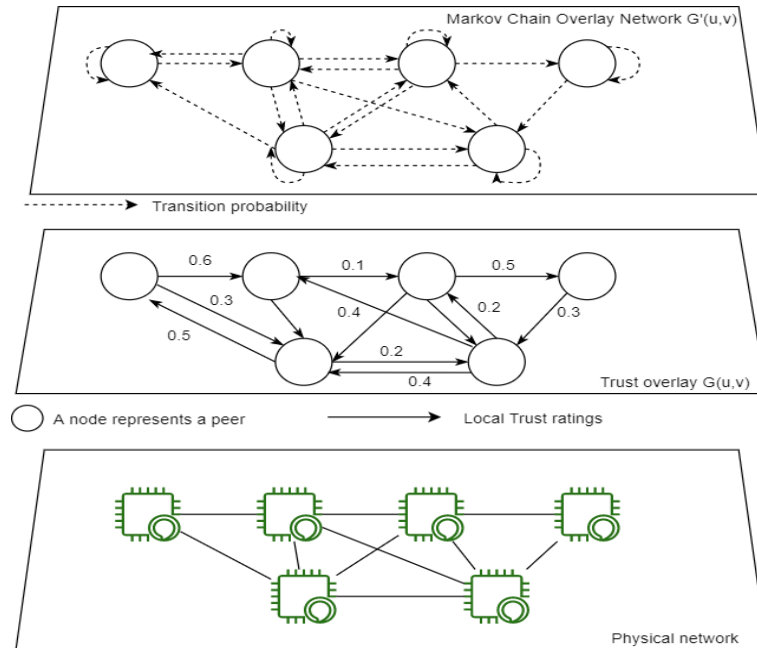 Markov Chain Overlay Network G'(u,v)
Transition probability
0.6
0.1
0.5
0.3
0.4
0.2
0.3
0.5
0.2
0.4
Trust overlay G(u,v)
A node represents a peer
Local Trust ratings
Physical network